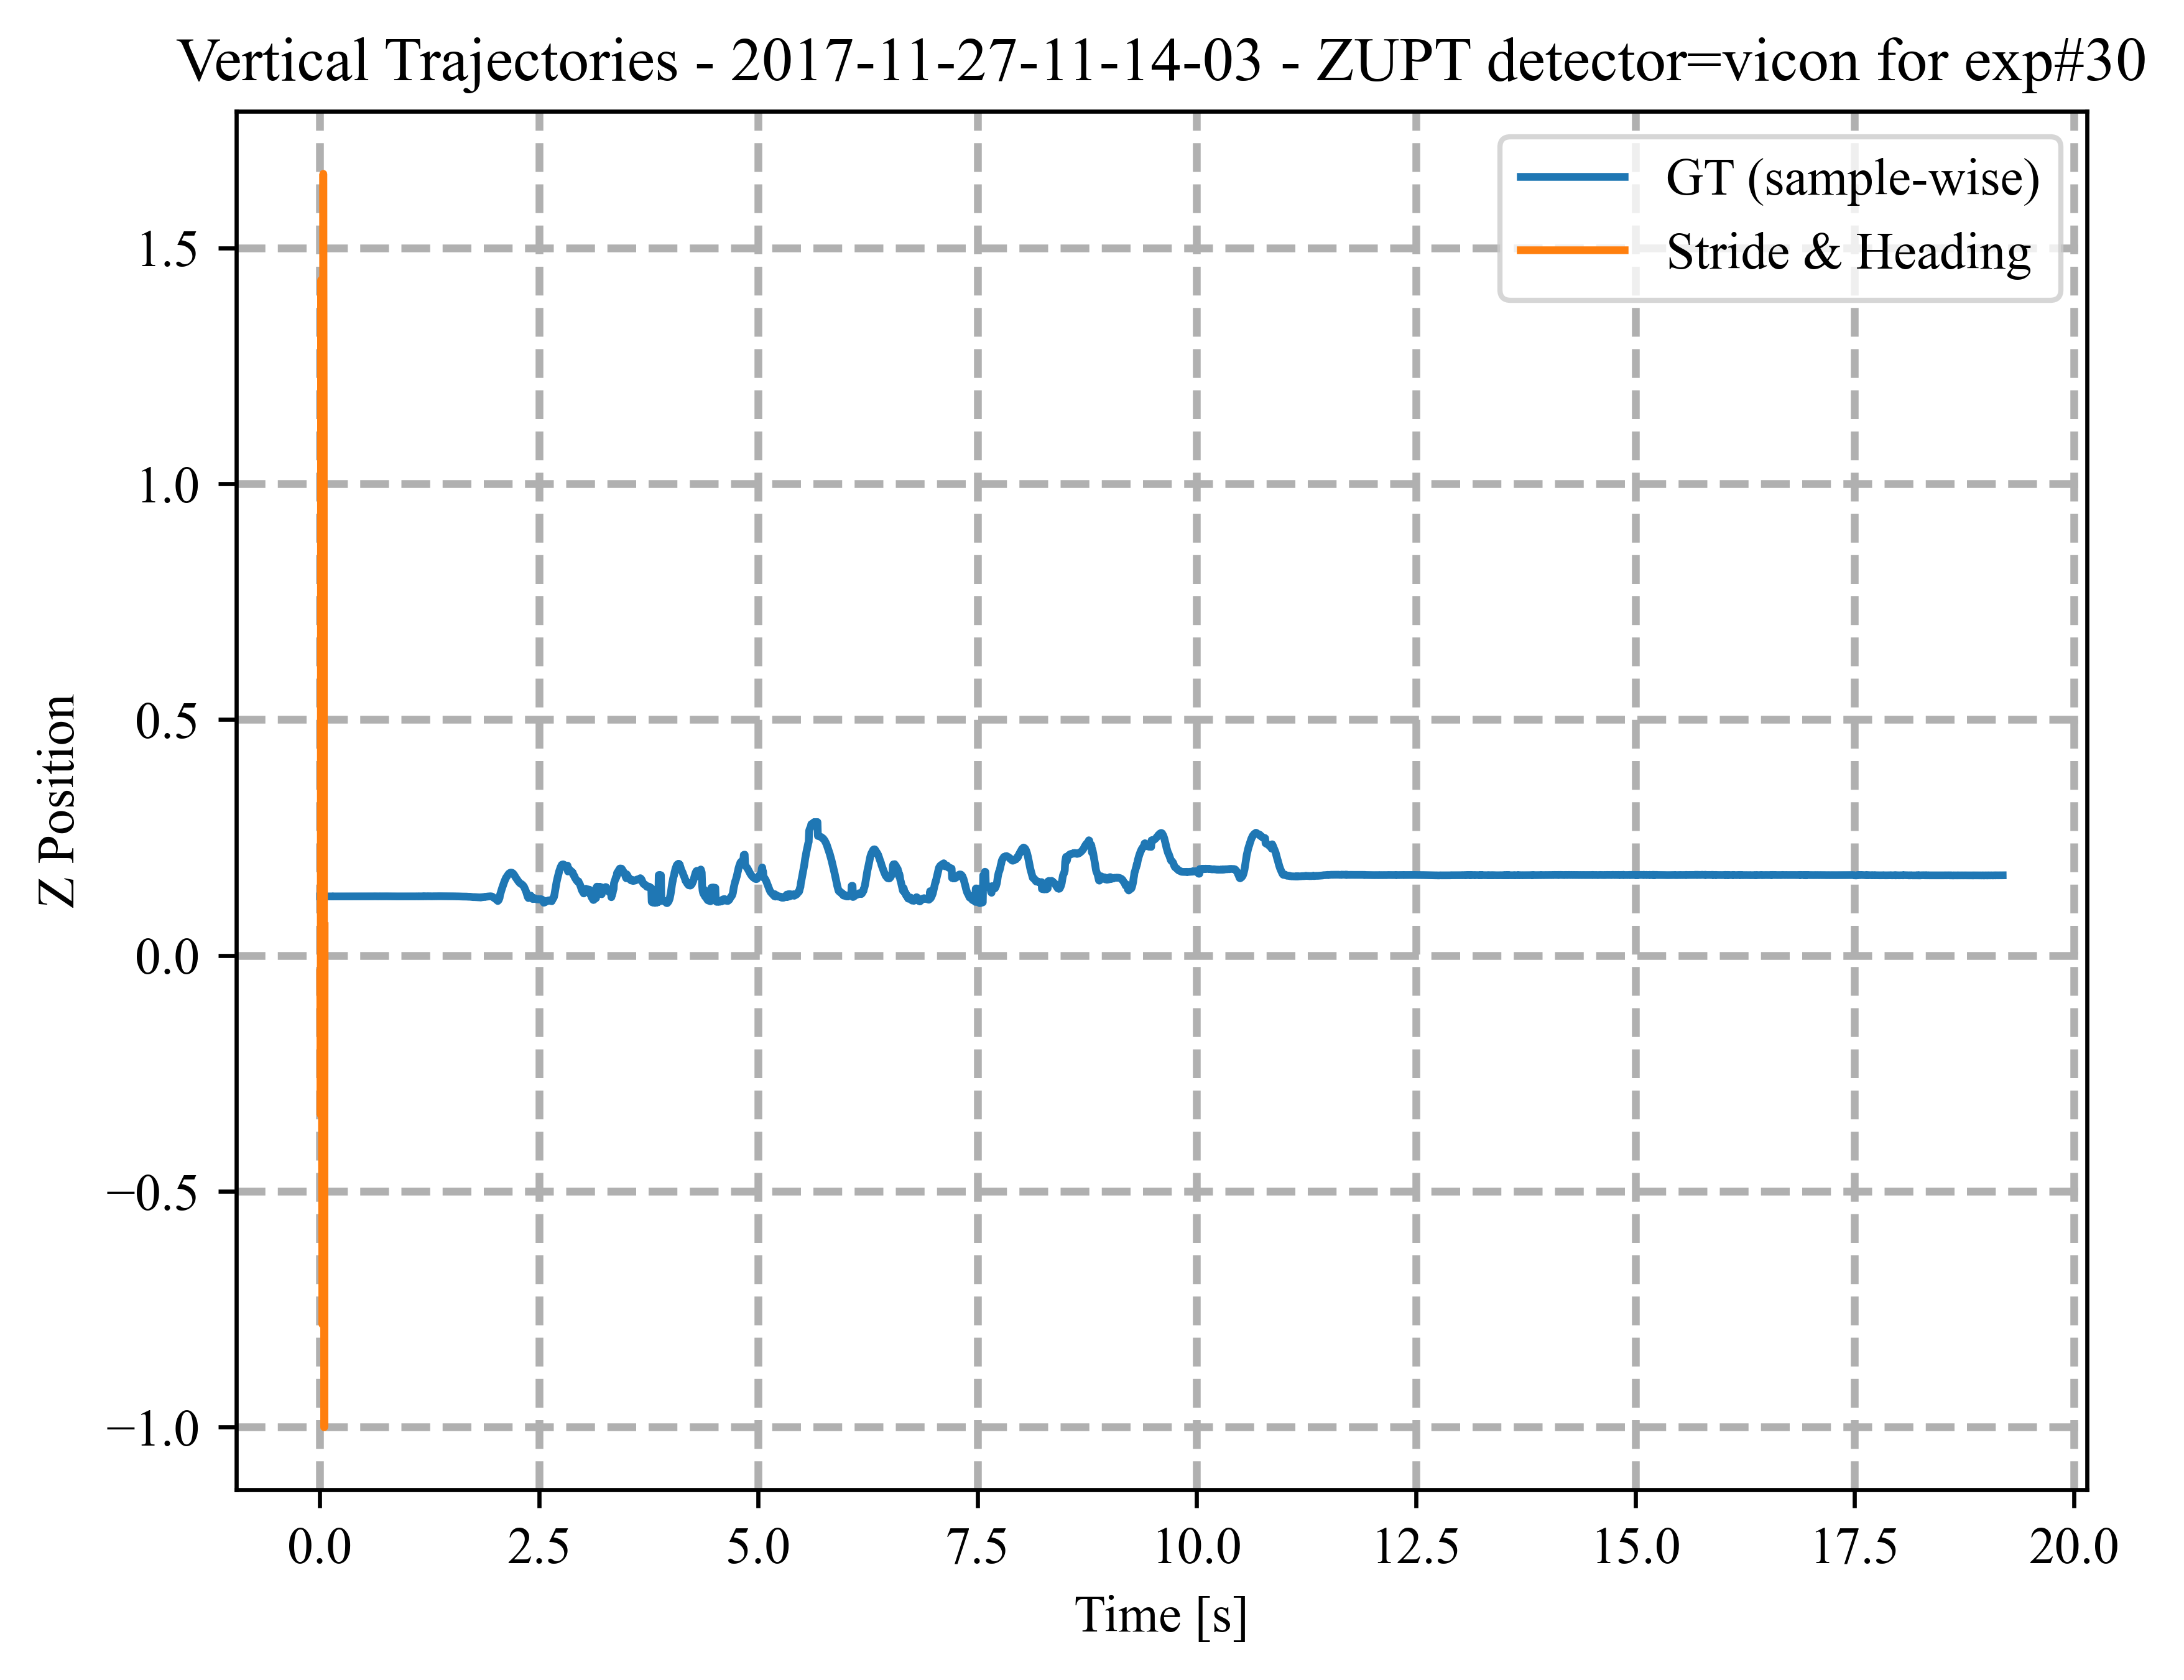 Vertical Trajectories - 2017-11-27-11-14-03 - ZUPT detector=vicon for exp#30
GT (sample-wise)
Stride & Heading
1.5
1.0
0.5
0.0
−0.5
−1.0
Z Position
0.0 2.5 5.0 7.5 10.0 12.5 15.0 17.5 20.0
Time [s]